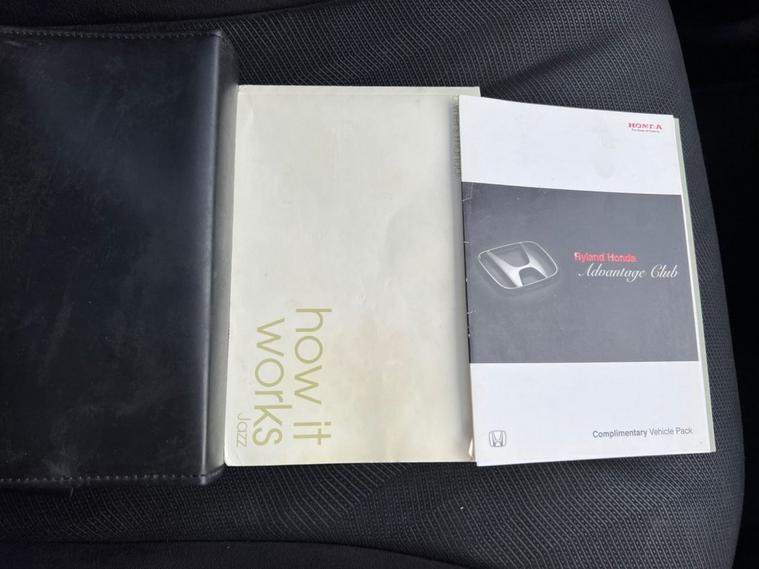 how it
works
Jazz
HONDA
Ryland Honda
Advantage Club
Complimentary Vehicle Pack